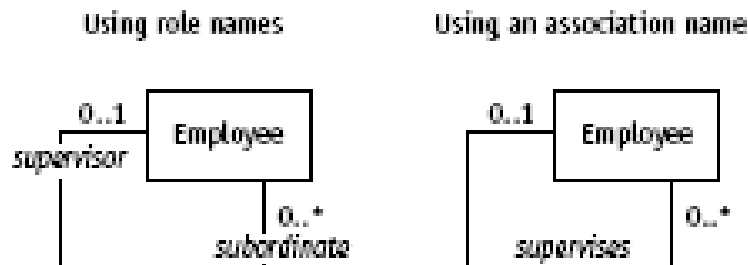 Using role names
Using an association name
0..1
Employee
supervisor
0..*
subordinate
0..1
Employee
0..*
supervises